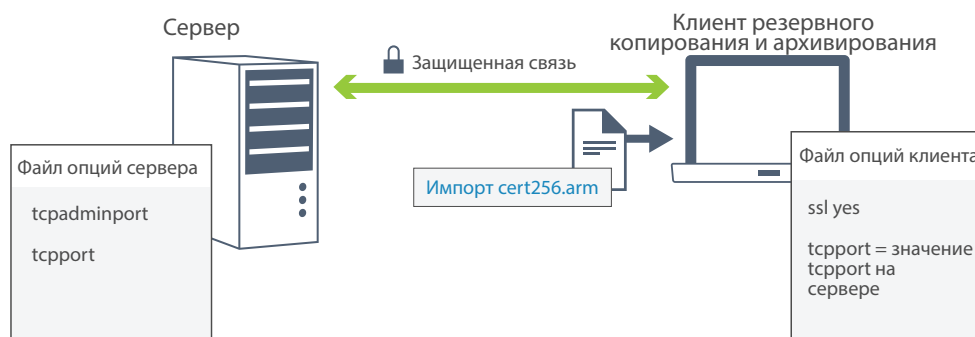 Сервер
Клиент резервного
копирования и архивирования
Защищенная связь
Файл опций сервера
tcpadminport
tcpport
Импорт cert256.arm
Файл опций клиента
ssl yes
tcpport = значение
tcpport на
сервере